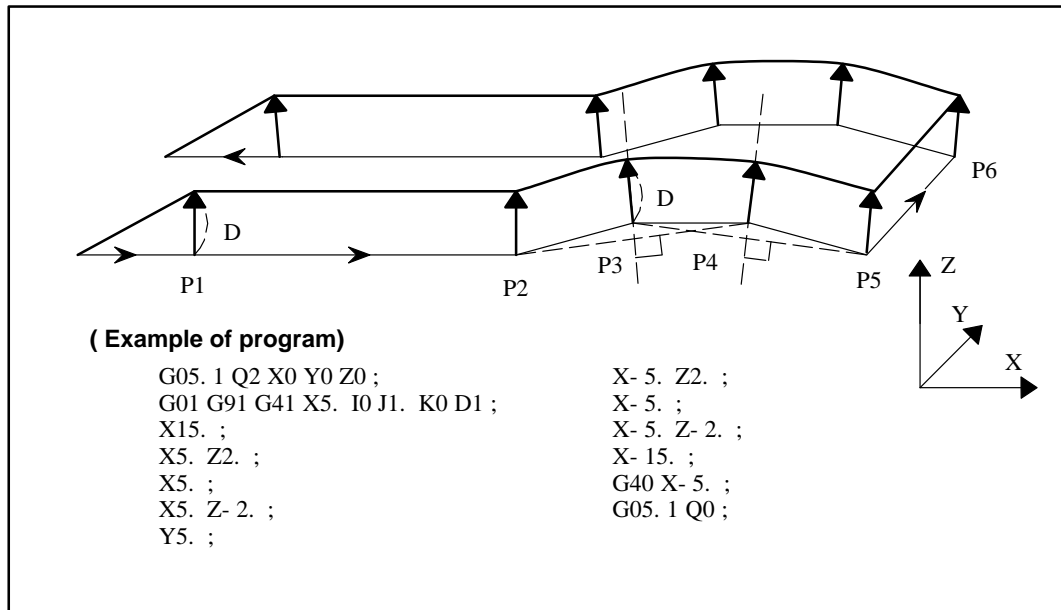 D
D
P1
P2
P3
P4
P5
P6
Z
Y
X
( Example of program)
G05. 1 Q2 X0 Y0 Z0 ;
G01 G91 G41 X5. I0 J1. K0 D1 ;
X15. ;
X5. Z2. ;
X5. ;
X5. Z- 2. ;
Y5. ;
X- 5. Z2. ;
X- 5. ;
X- 5. Z- 2. ;
X- 15. ;
G40 X- 5. ;
G05. 1 Q0 ;